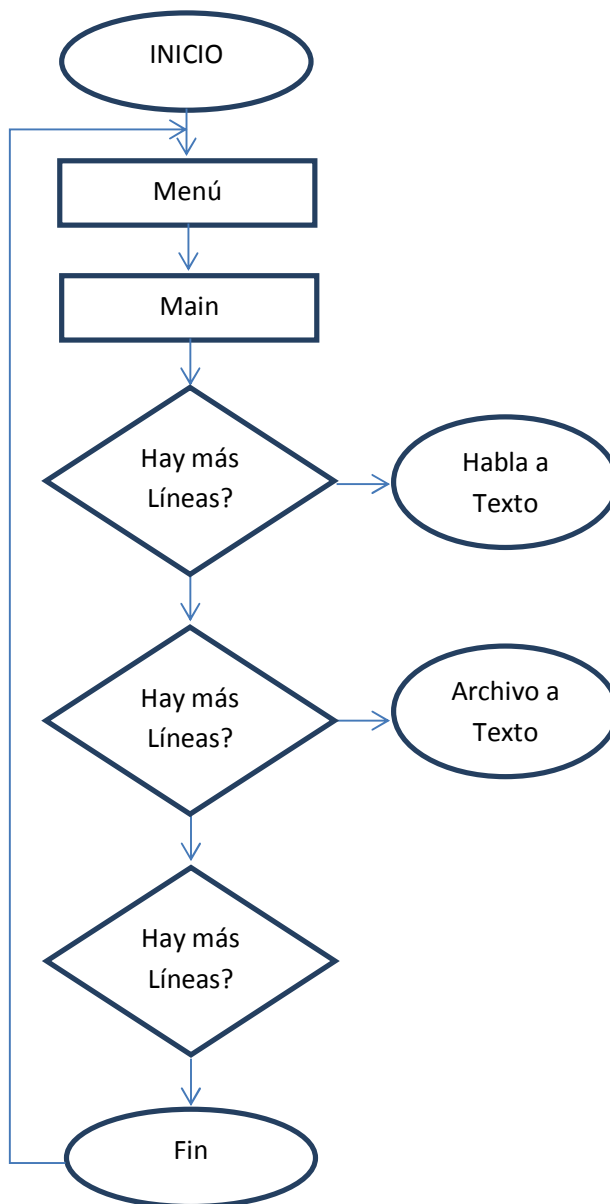 INICIO
Menú
Main
Hay más
Líneas?
Habla a
Texto
Hay más
Líneas?
Archivo a
Texto
Hay más
Líneas?
Fin